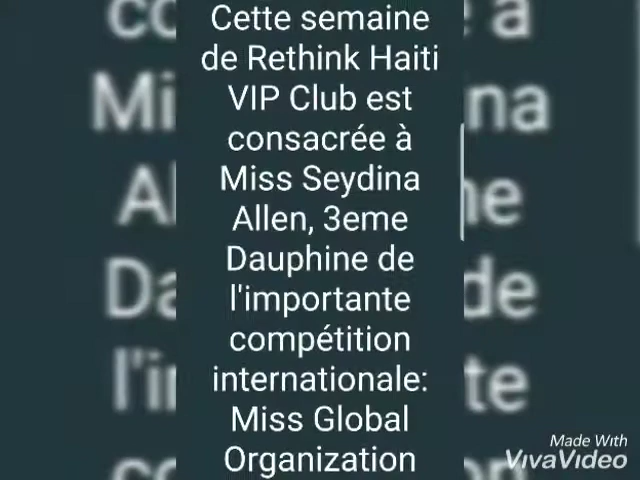 Cette semaine
de Rethink Haiti
VIP Club est
consacrée à
Miss Seydina
Allen, 3eme
Dauphine de
l'importante
compétition
internationale:
Miss Global
Organization
Made With
VivaVideo